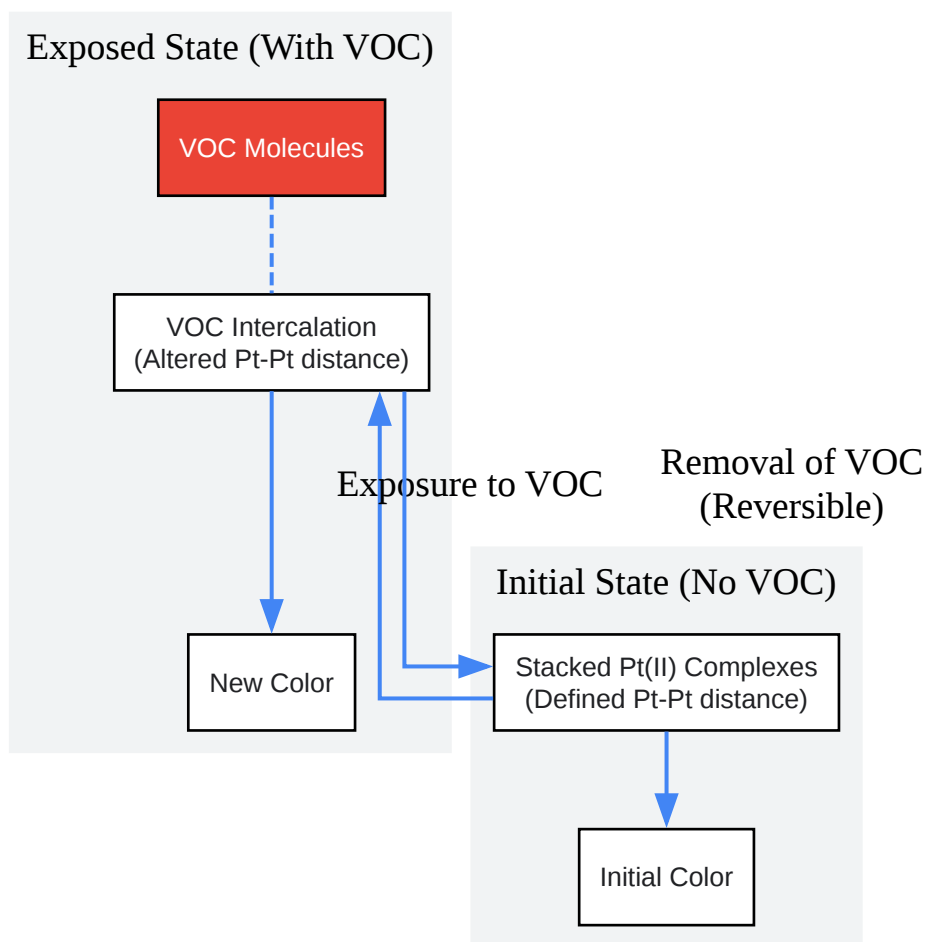 Exposed State (With VOC)
VOC Molecules
VOC Intercalation
(Altered Pt-Pt distance)
Exposure to VOC
Removal of VOC
(Reversible)
Initial State (No VOC)
New Color
Stacked Pt(II) Complexes
(Defined Pt-Pt distance)
Initial Color